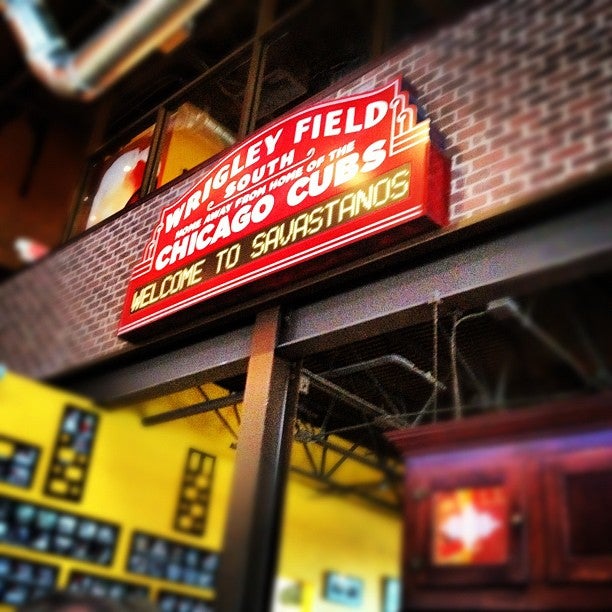 WRIGLEY FIELD
SOUTH
HOME AWAY FROM HOME OF THE
CHICAGO CUBS
WELCOME TO SAVASTANOS